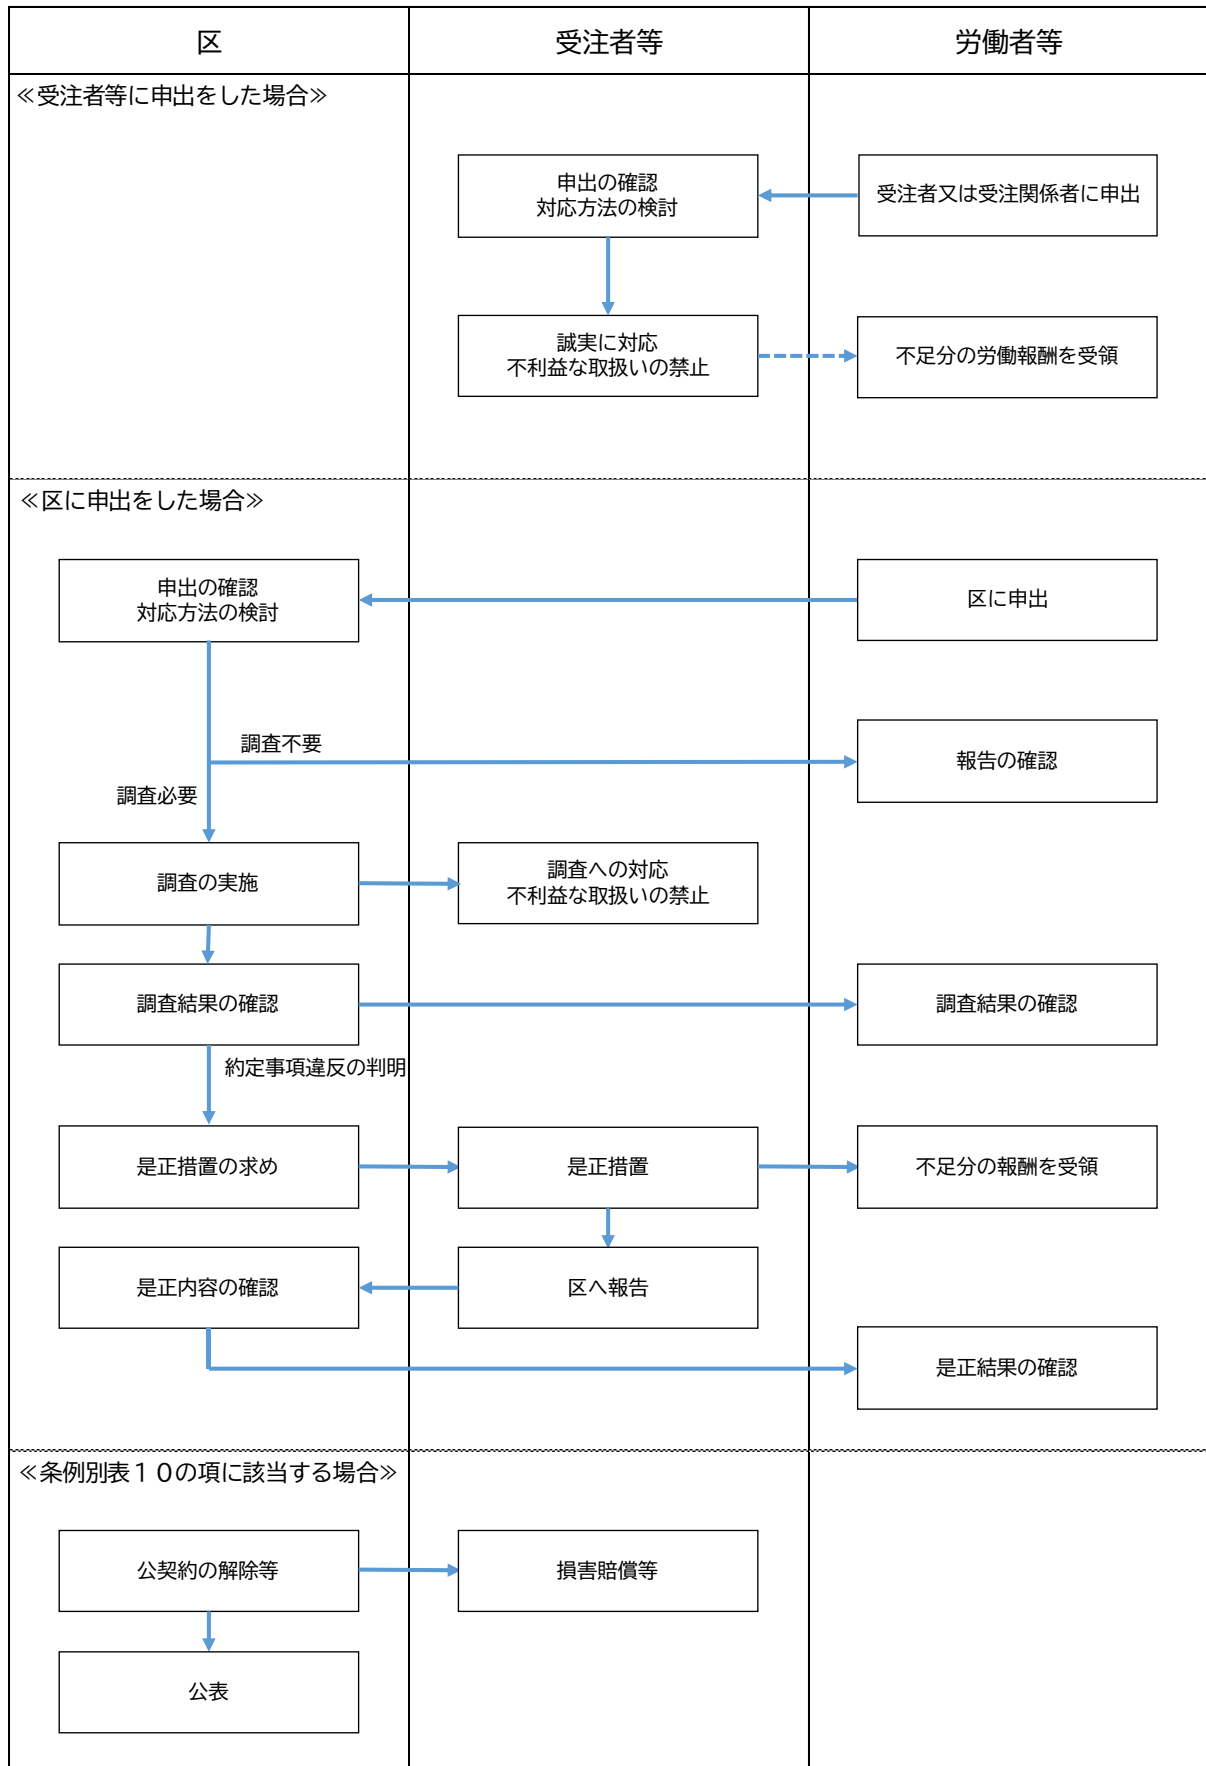 区
受注者等
労働者等
≪受注者等に申出をした場合≫
申出の確認
対応方法の検討
受注者又は受注関係者に申出
誠実に対応
不利益な取扱いの禁止
不足分の労働報酬を受領
≪区に申出をした場合≫
申出の確認
対応方法の検討
区に申出
調査不要
報告の確認
調査必要
調査の実施
調査への対応
不利益な取扱いの禁止
調査結果の確認
調査結果の確認
約定事項違反の判明
是正措置の求め
是正措置
不足分の報酬を受領
是正内容の確認
区へ報告
是正結果の確認
≪条例別表１０の項に該当する場合≫
公契約の解除等
損害賠償等
公表